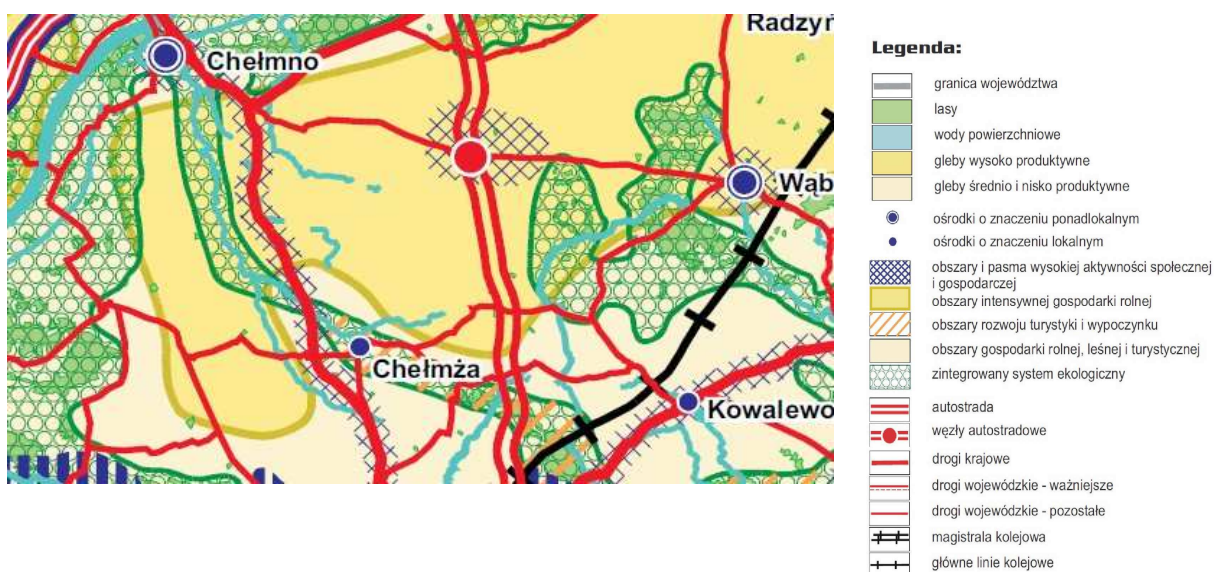 Radzyń
Chełmno
Wąb
Chełmża
Kowalewo
Legenda:
granica województwa
lasy
wody powierzchniowe
gleby wysoko produktywne
gleby średnio i nisko produktywne
ośrodki o znaczeniu ponadlokalnym
ośrodki o znaczeniu lokalnym
obszary i pasma wysokiej aktywności społecznej
i gospodarczej
obszary intensywnej gospodarki rolnej
obszary rozwoju turystyki i wypoczynku
obszary gospodarki rolnej, leśnej i turystycznej
zintegrowany system ekologiczny
autostrada
węzły autostradowe
drogi krajowe
drogi wojewódzkie - ważniejsze
drogi wojewódzkie - pozostałe
magistrala kolejowa
główne linie kolejowe